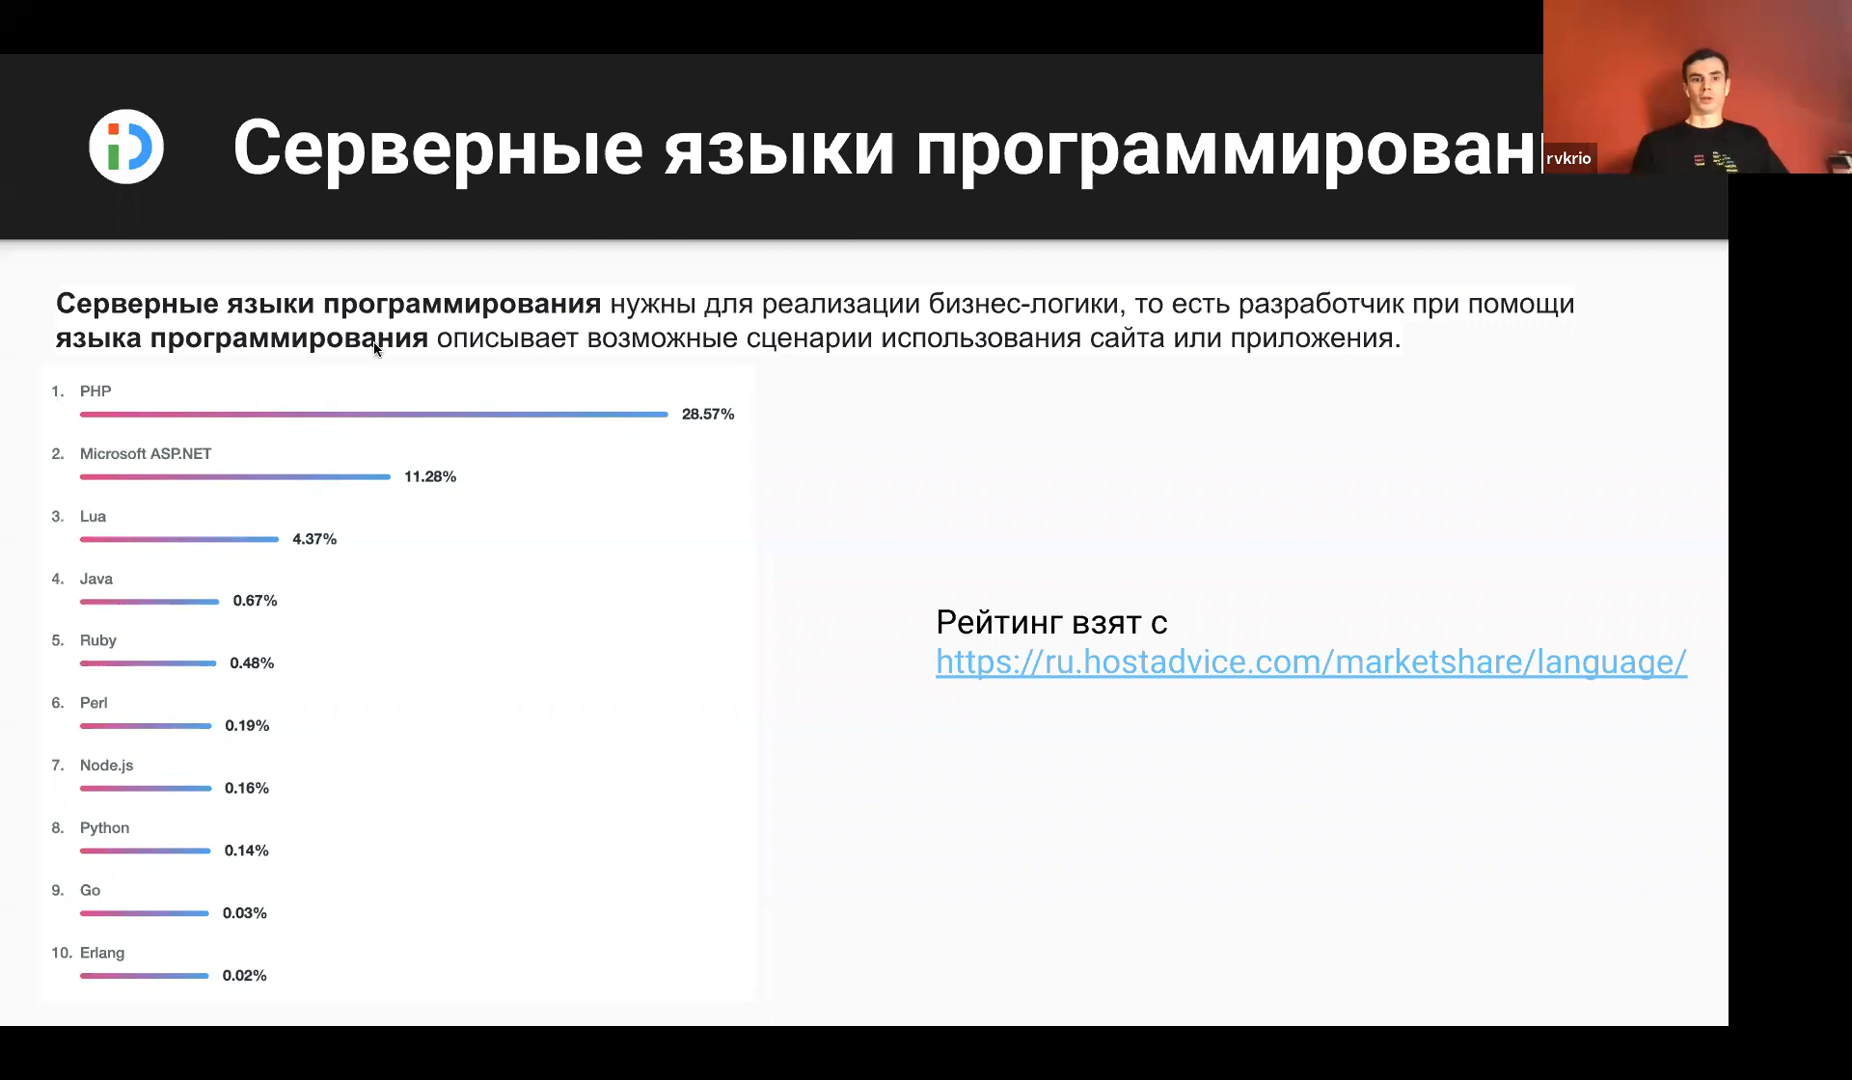 Серверные языки программирован
rvkrio
Серверные языки программирования нужны для реализации бизнес-логики, то есть разработчик при помощи
языка программирования описывает возможные сценарии использования сайта или приложения.
1. PHP
28.57%
2. Microsoft ASP.NET
11.28%
3. Lua
4.37%
4. Java
0.67%
5. Ruby
0.48%
6. Perl
0.19%
7. Node.js
0.16%
8. Python
0.14%
9. Go
0.03%
10. Erlang
0.02%
Рейтинг взят с
https://ru.hostadvice.com/marketshare/language/